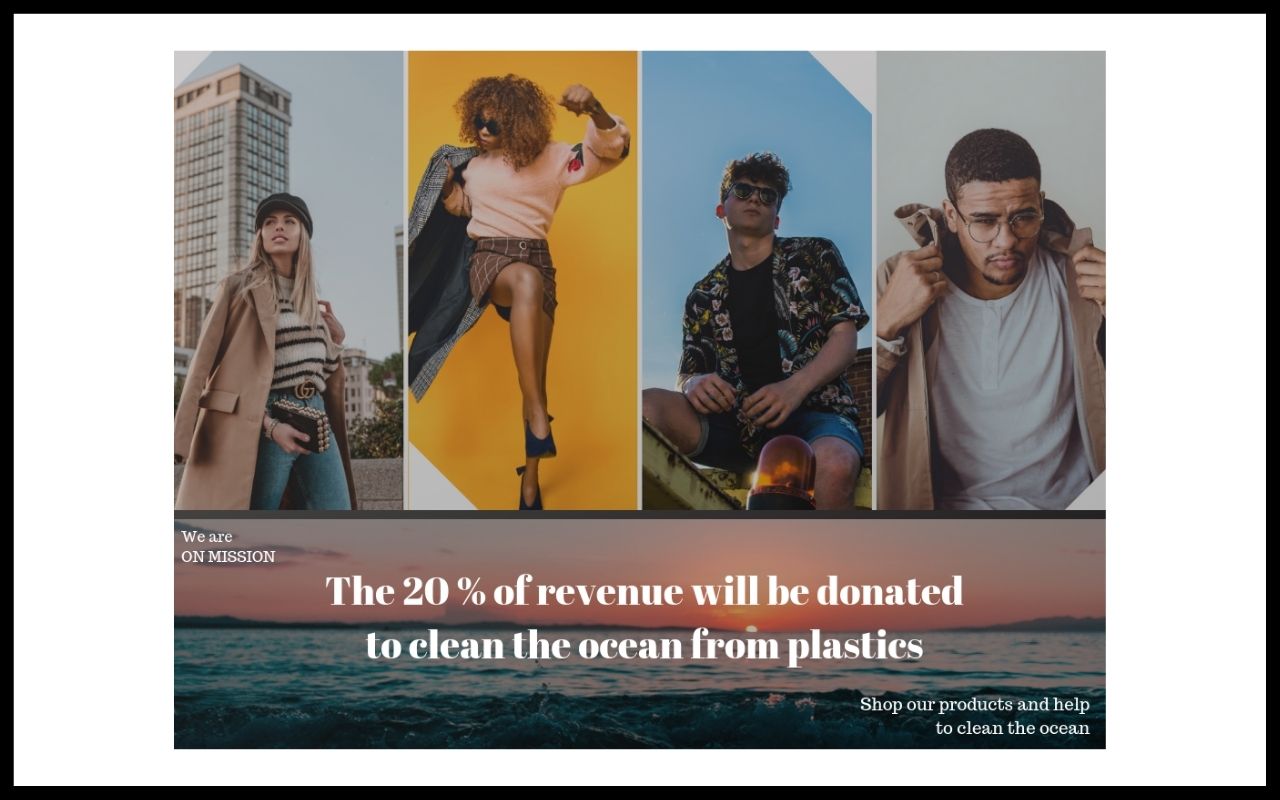 We are
ON MISSION
The 20 % of revenue will be donated
to clean the ocean from plastics
Shop our products and help
to clean the ocean